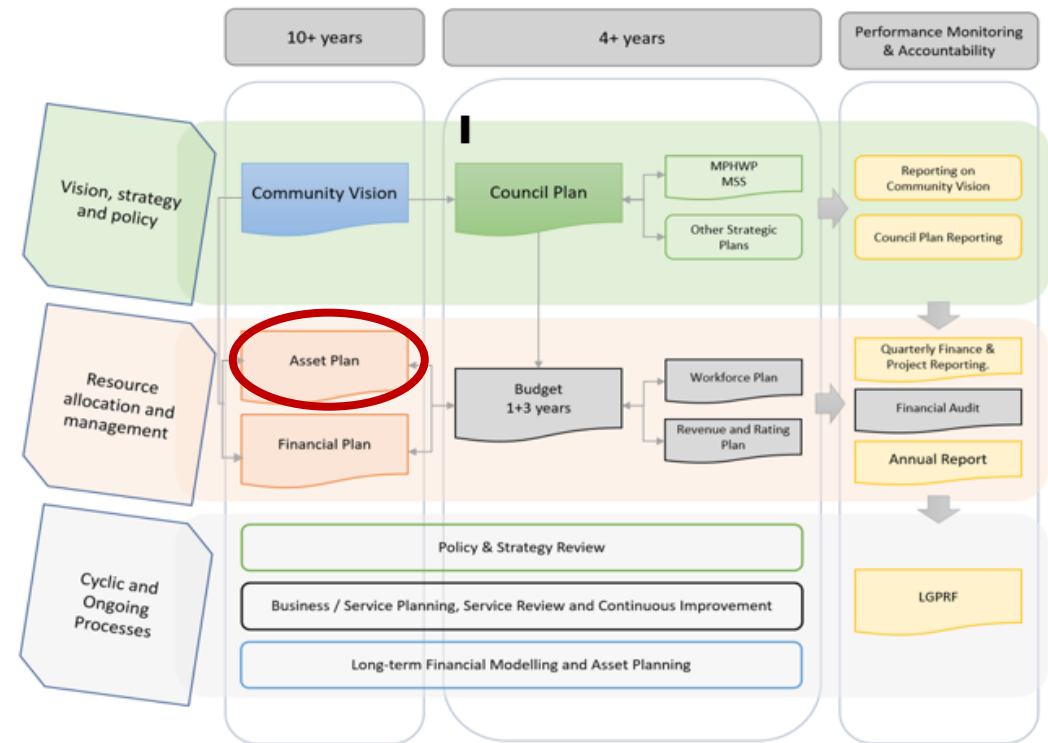 10+ years
4+ years
Performance Monitoring
& Accountability
Vision, strategy
and policy
Community Vision
Council Plan
MPHWP
MSS
Other Strategic
Plans
Reporting on
Community Vision
Council Plan Reporting
Resource
allocation and
management
Asset Plan
Financial Plan
Budget
1+3 years
Workforce Plan
Revenue and Rating
Plan
Quarterly Finance &
Project Reporting.
Financial Audit
Annual Report
Cyclic and
Ongoing
Processes
Policy & Strategy Review
Business / Service Planning, Service Review and Continuous Improvement
Long-term Financial Modelling and Asset Planning
LGPRF